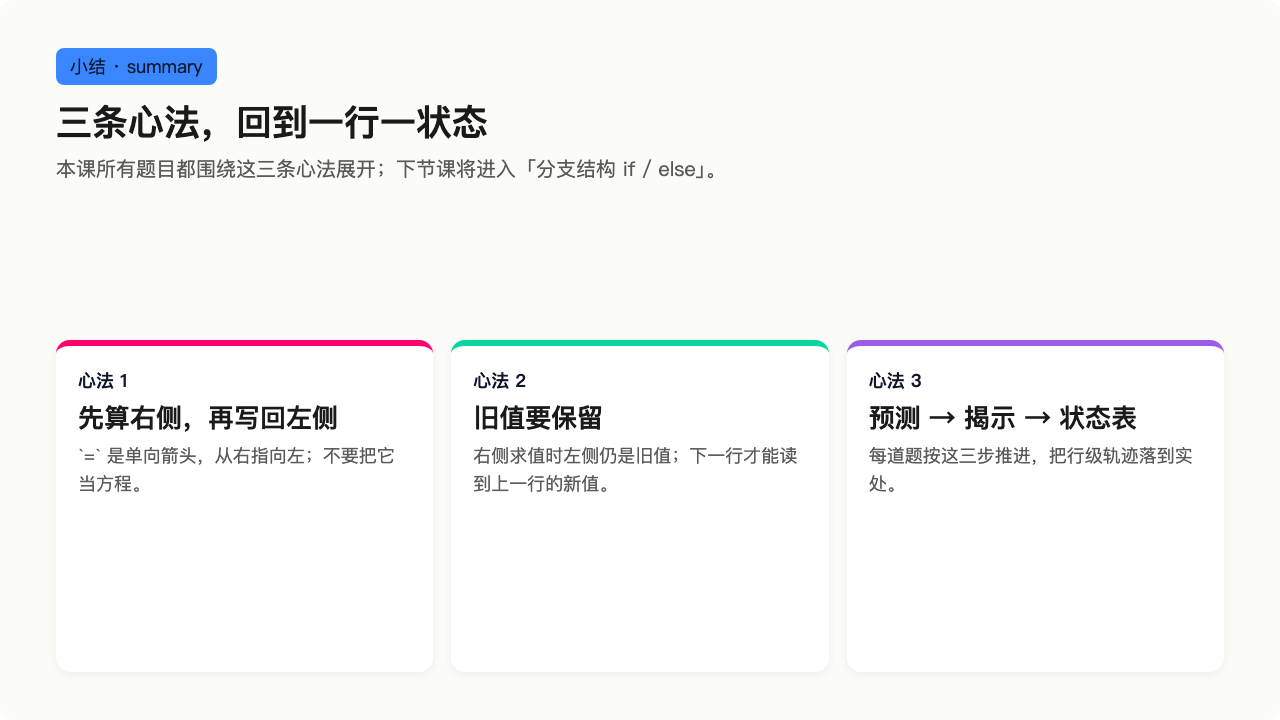 小结 · summary
三条心法，回到一行一状态
本课所有题目都围绕这三条心法展开；下节课将进入「分支结构 if / else」。
心法 1
先算右侧，再写回左侧
`=` 是单向箭头，从右指向左；不要把它
当方程。
心法 2
旧值要保留
右侧求值时左侧仍是旧值；下一行才能读
到上一行的新值。
心法 3
预测 → 揭示 → 状态表
每道题按这三步推进，把行级轨迹落到实
处。